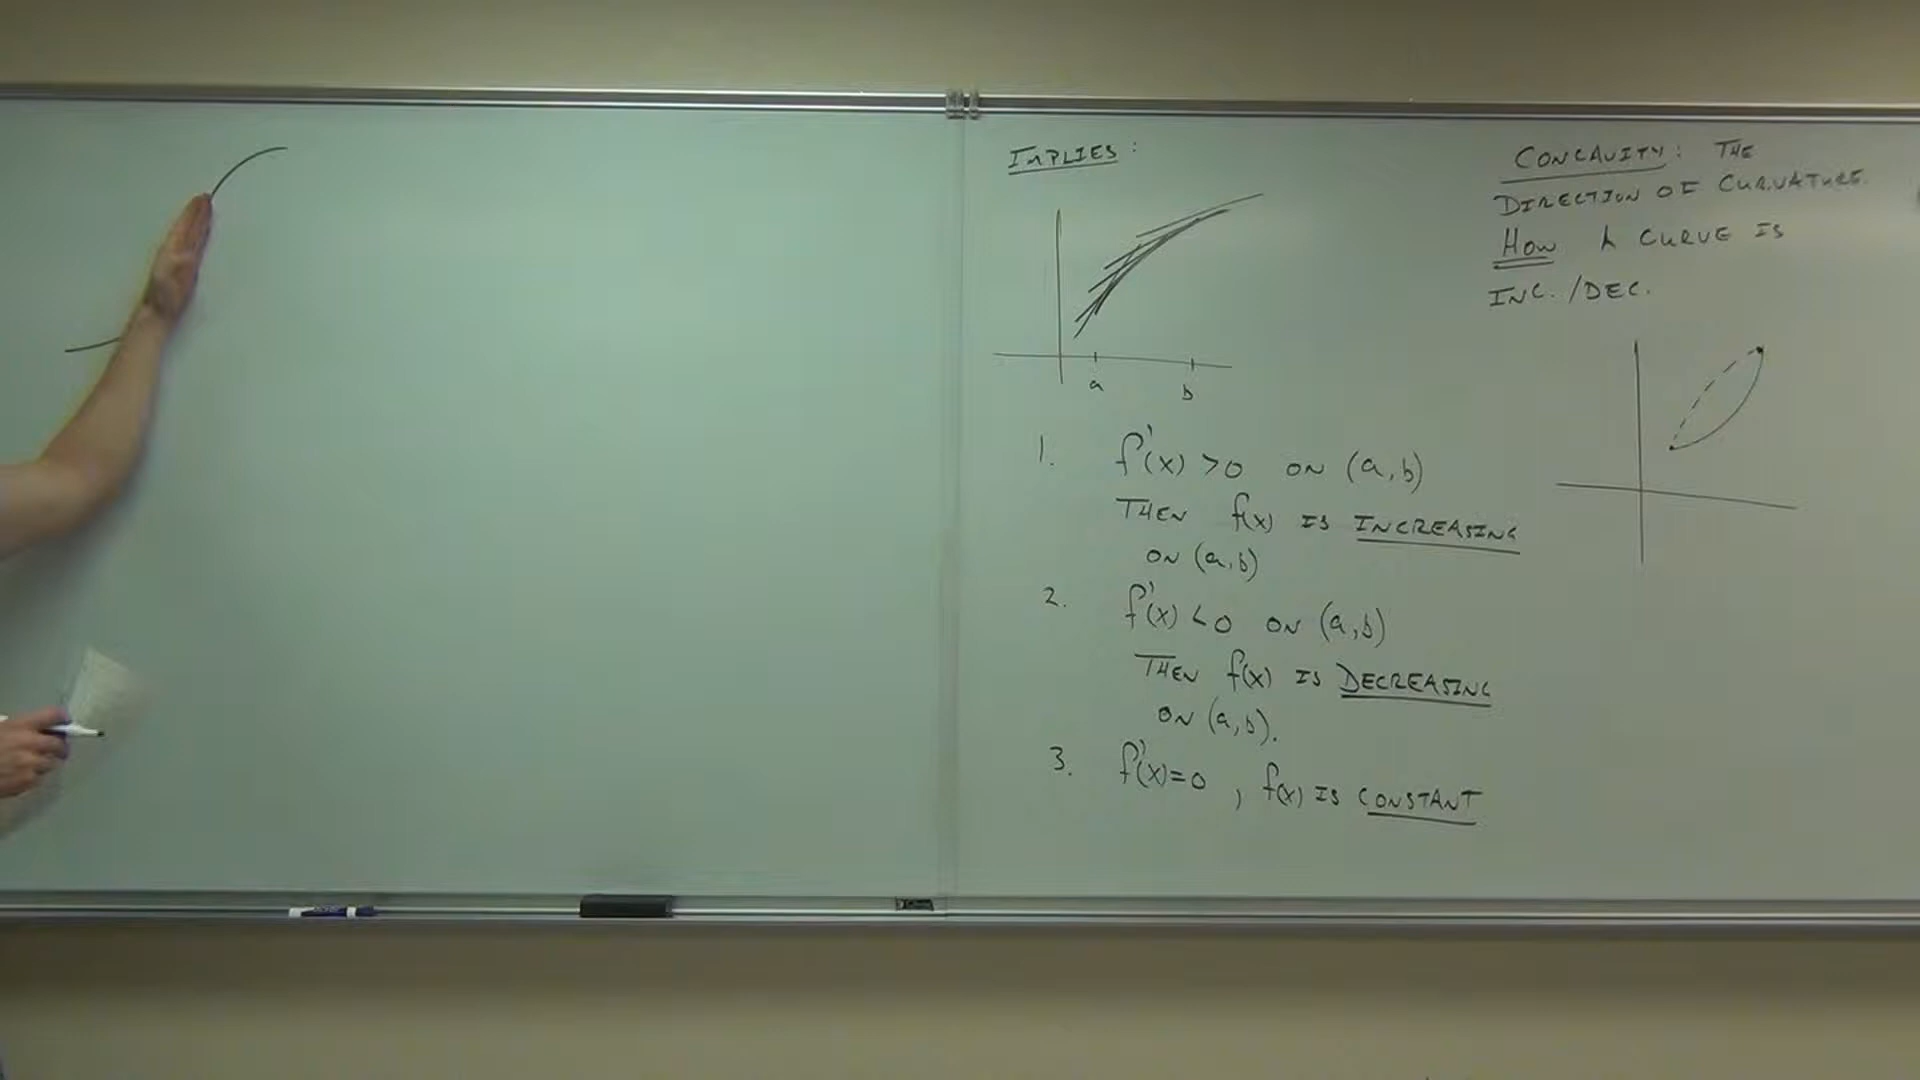 IMPLIES:
a
b
1. f'(x) >0 ON (a,b)
THEN f(x) IS INCREASING
ON (a,b)
2. f'(x) <0 ON (a,b)
THEN f(x) IS DECREASING
ON (a,b).
3. f'(x)=0, f(x) IS CONSTANT
CONCAVITY: THE
DIRECTION OF CURVATURE.
HOW A CURVE IS
INC./DEC.